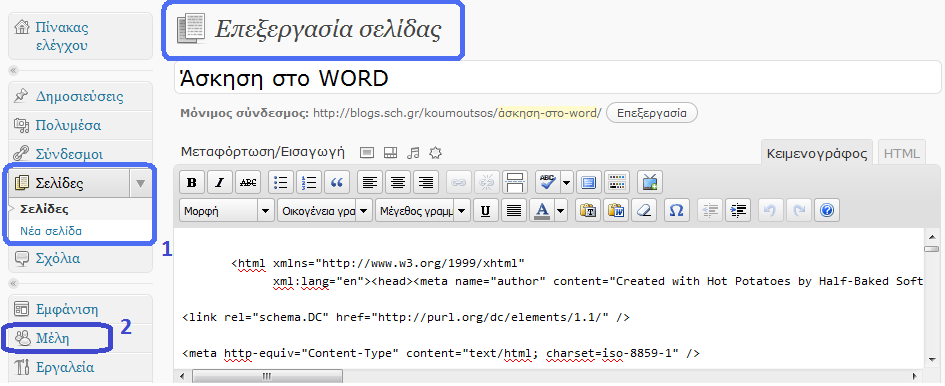 Πίνακας
ελέγχου
Δημοσιεύσεις
Πολυμέσα
Σύνδεσμοι
Σελίδες
Σελίδες
Νέα σελίδα
1
Σχόλια
Εμφάνιση
Μέλη
2
Εργαλεία
Επεξεργασία σελίδας
Άσκηση στο WORD
Μόνιμος σύνδεσμος: http://blogs.sch.gr/koumoutsos/άσκηση-στο-word/ Επεξεργασία
Μεταφόρτωση/Εισαγωγή
Κειμενογράφος HTML
B I ABC ABC
Μορφή Οικογένεια γρα Μέγεθος γραμμ U A Ω
<html xmlns="http://www.w3.org/1999/xhtml"
xml:lang="en"><head><meta name="author" content="Created with Hot Potatoes by Half-Baked Soft
<link rel="schema.DC" href="http://purl.org/dc/elements/1.1/" />
<meta http-equiv="Content-Type" content="text/html; charset=iso-8859-1" />